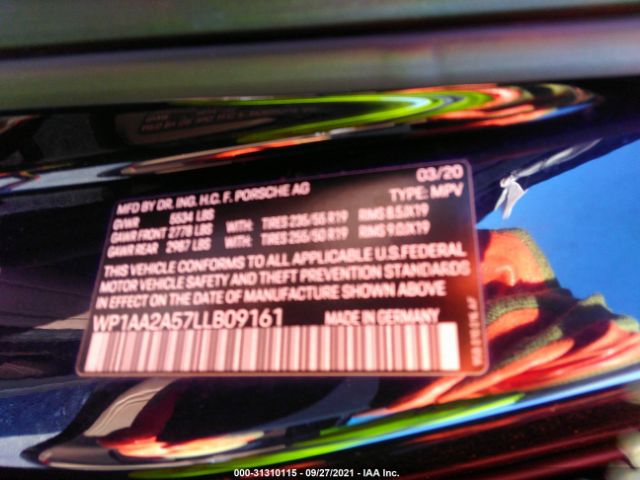 03/20
MFD BY DR. ING. H.C. F. PORSCHE AG
TYPE: MPV
GVWR 5534 LBS
GAWR FRONT 2778 LBS WITH: TIRES 235/55 R19 RIMS 8.5JX19
GAWR REAR 2987 LBS WITH: TIRES 255/50 R19 RIMS 9.0JX19
THIS VEHICLE CONFORMS TO ALL APPLICABLE U.S.FEDERAL
MOTOR VEHICLE SAFETY AND THEFT PREVENTION STANDARDS
IN EFFECT ON THE DATE OF MANUFACTURE SHOWN ABOVE.
WP1AA2A57LLB09161 MADE IN GERMANY
000-31310115 - 09/27/2021 - IAA Inc.